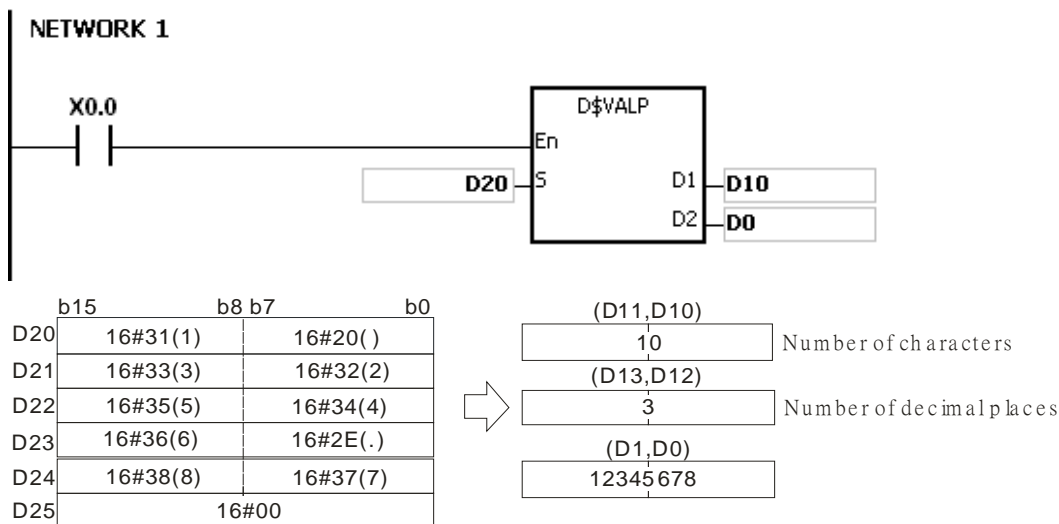 NETWORK 1
X0.0
D$VALP
En
D20 S D1 D10
D2 D0
b15 b8 b7 b0
D20 16#31(1) 16#20( )
D21 16#33(3) 16#32(2)
D22 16#35(5) 16#34(4)
D23 16#36(6) 16#2E(.)
D24 16#38(8) 16#37(7)
D25 16#00
(D11,D10)
10 Number of characters
(D13,D12)
3 Number of decimal places
(D1,D0)
12345678